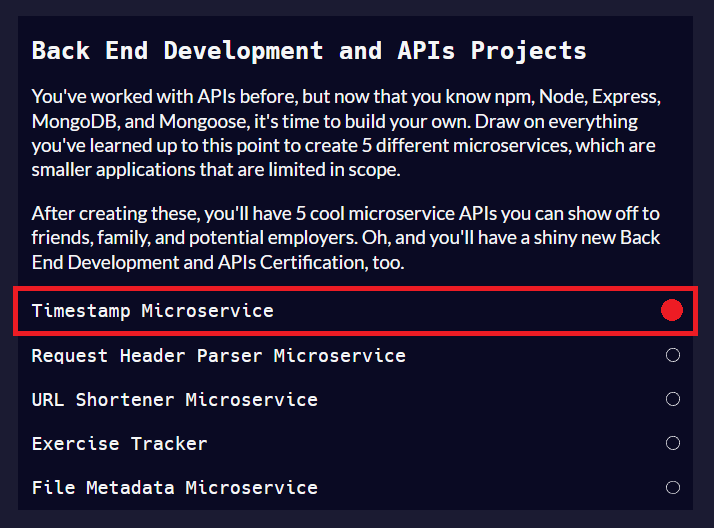 Back End Development and APIs Projects
You've worked with APIs before, but now that you know npm, Node, Express,
MongoDB, and Mongoose, it's time to build your own. Draw on everything
you've learned up to this point to create 5 different microservices, which are
smaller applications that are limited in scope.
After creating these, you'll have 5 cool microservice APIs you can show off to
friends, family, and potential employers. Oh, and you'll have a shiny new Back
End Development and APIs Certification, too.
Timestamp Microservice
Request Header Parser Microservice
URL Shortener Microservice
Exercise Tracker
File Metadata Microservice